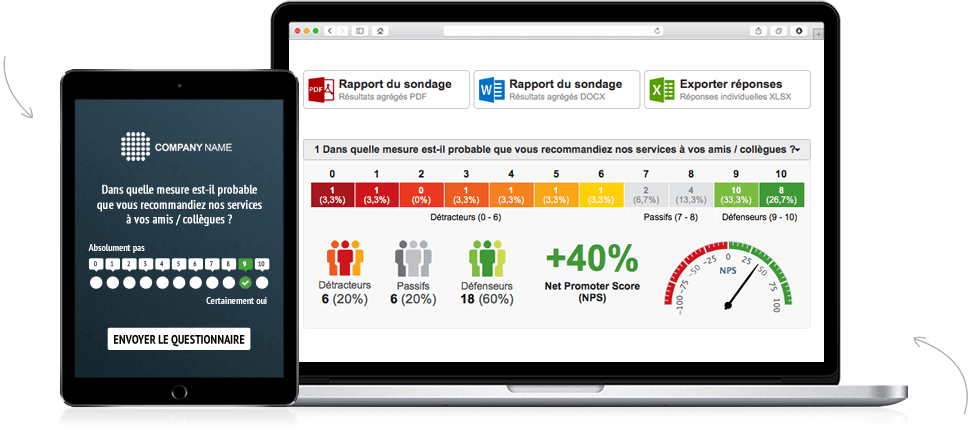 COMPANY NAME
Dans quelle mesure est-il probable
que vous recommandiez nos services
à vos amis / collègues ?
Absolument pas
0 1 2 3 4 5 6 7 8 9 10
Certainement oui
ENVOYER LE QUESTIONNAIRE
PDF
Rapport du sondage
Résultats agrégés PDF
W
Rapport du sondage
Résultats agrégés DOCX
X
Exporter réponses
Réponses individuelles XLSX
1 Dans quelle mesure est-il probable que vous recommandiez nos services à vos amis / collègues ?
0 1 2 3 4 5 6 7 8 9 10
1 1 0 1 1 1 1 2 4 10 8
(3,3%) (3,3%) (0%) (3,3%) (3,3%) (3,3%) (3,3%) (6,7%) (13,3%) (33,3%) (26,7%)
Détracteurs (0 - 6) Passifs (7 - 8) Défenseurs (9 - 10)
Détracteurs
6 (20%)
Passifs
6 (20%)
Défenseurs
18 (60%)
+40%
Net Promoter Score
(NPS)
-100 -75 -50 -25 0 25 50 75 100
NPS